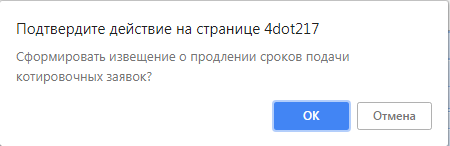 Подтвердите действие на странице 4dot217
Сформировать извещение о продлении сроков подачи
котировочных заявок?
OK
Отмена